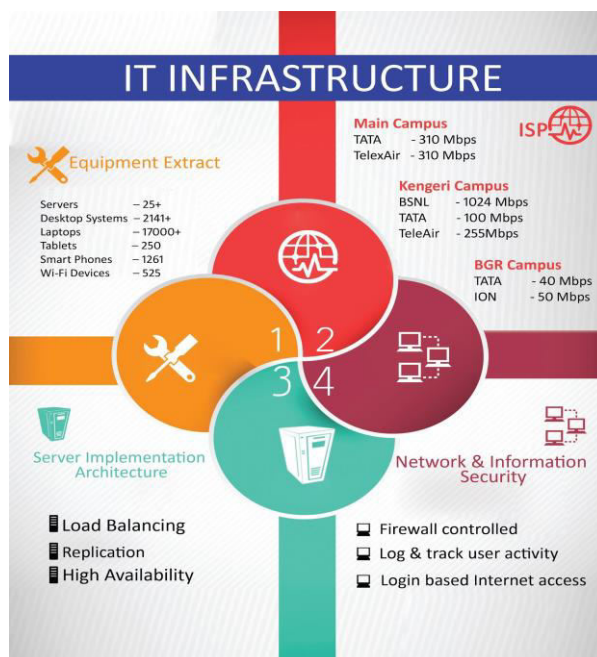 IT INFRASTRUCTURE
Equipment Extract
Servers – 25+
Desktop Systems – 2141+
Laptops – 17000+
Tablets – 250
Smart Phones – 1261
Wi-Fi Devices – 525
ISP
Main Campus
TATA - 310 Mbps
TelexAir - 310 Mbps
Kengeri Campus
BSNL - 1024 Mbps
TATA - 100 Mbps
TeleAir - 255Mbps
BGR Campus
TATA - 40 Mbps
ION - 50 Mbps
1 2
3 4
Server Implementation
Architecture
Load Balancing
Replication
High Availability
Network & Information
Security
Firewall controlled
Log & track user activity
Login based Internet access